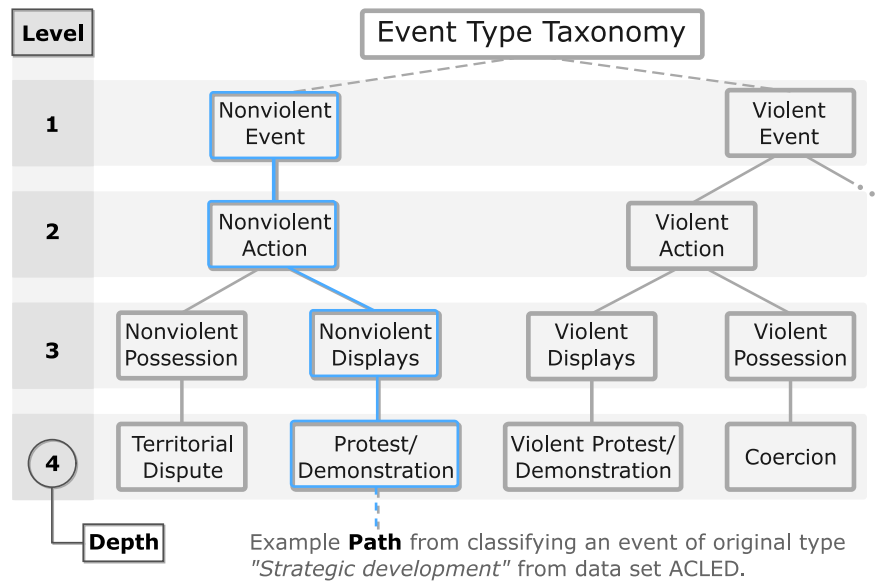 Level
Event Type Taxonomy
1
Nonviolent
Event
Violent
Event
2
Nonviolent
Action
Violent
Action
3
Nonviolent
Possession
Nonviolent
Displays
Violent
Displays
Violent
Possession
4
Territorial
Dispute
Protest/
Demonstration
Violent Protest/
Demonstration
Coercion
Depth
Example Path from classifying an event of original type
"Strategic development" from data set ACLED.